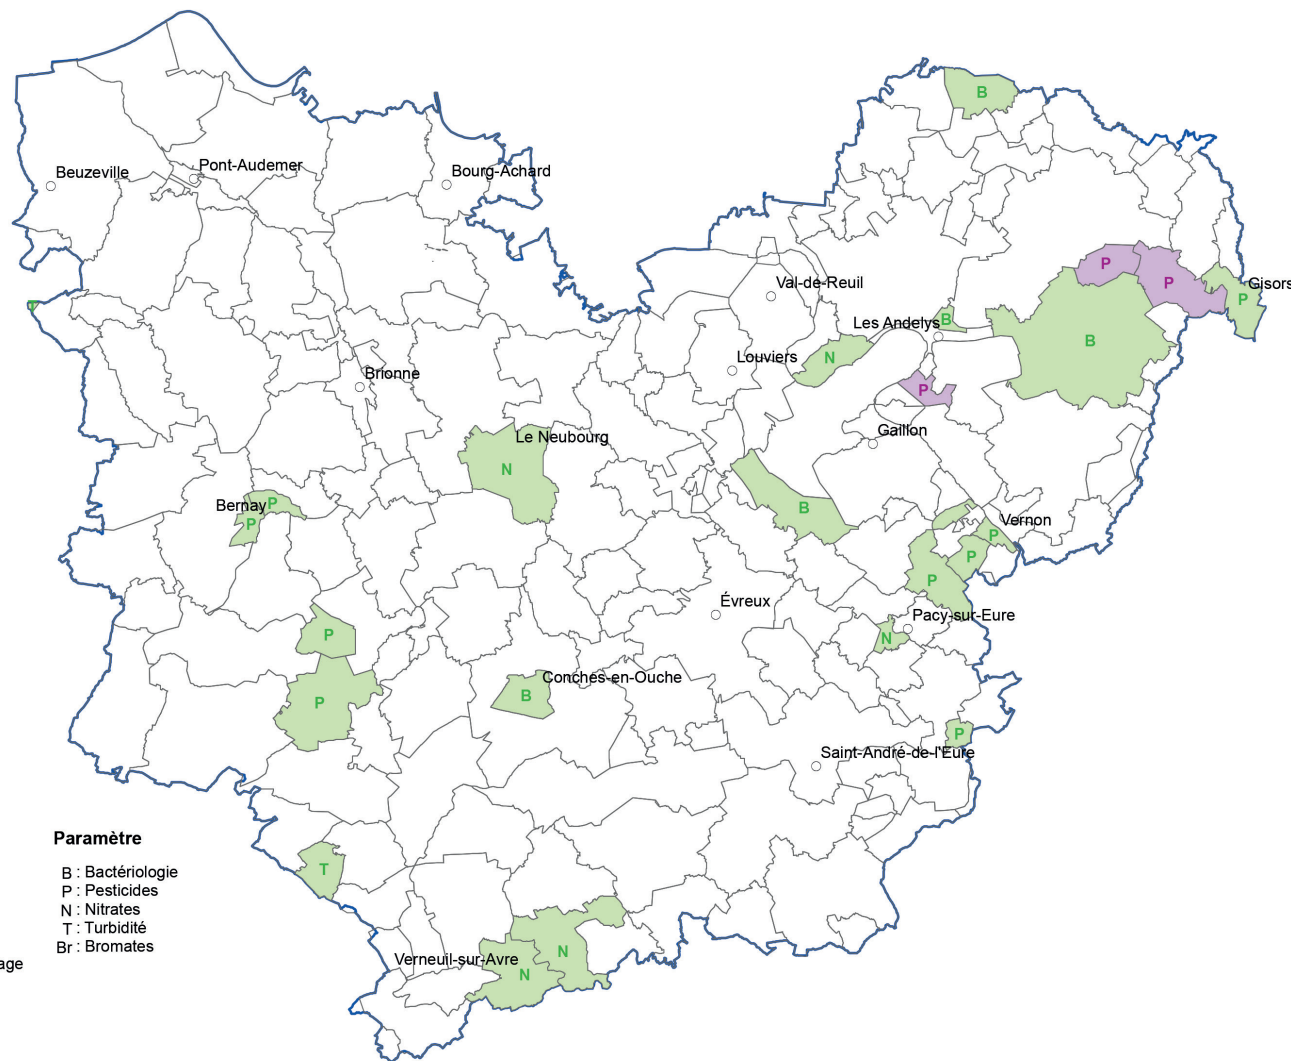 B
Beuzeville
Pont-Audemer
Bourg-Achard
P
P
Gisors
P
Val-de-Reuil
T
Les Andelys
B
B
Louviers
N
Brionne
P
Gaillon
Le Neubourg
N
Bernay
P
P
B
Vernon
P
P
P
Évreux
Pacy-sur-Eure
N
P
Conches-en-Ouche
B
P
P
Saint-André-de-l'Eure
Paramètre
B : Bactériologie
P : Pesticides
N : Nitrates
T : Turbidité
Br : Bromates
T
age
Verneuil-sur-Avre
N
N